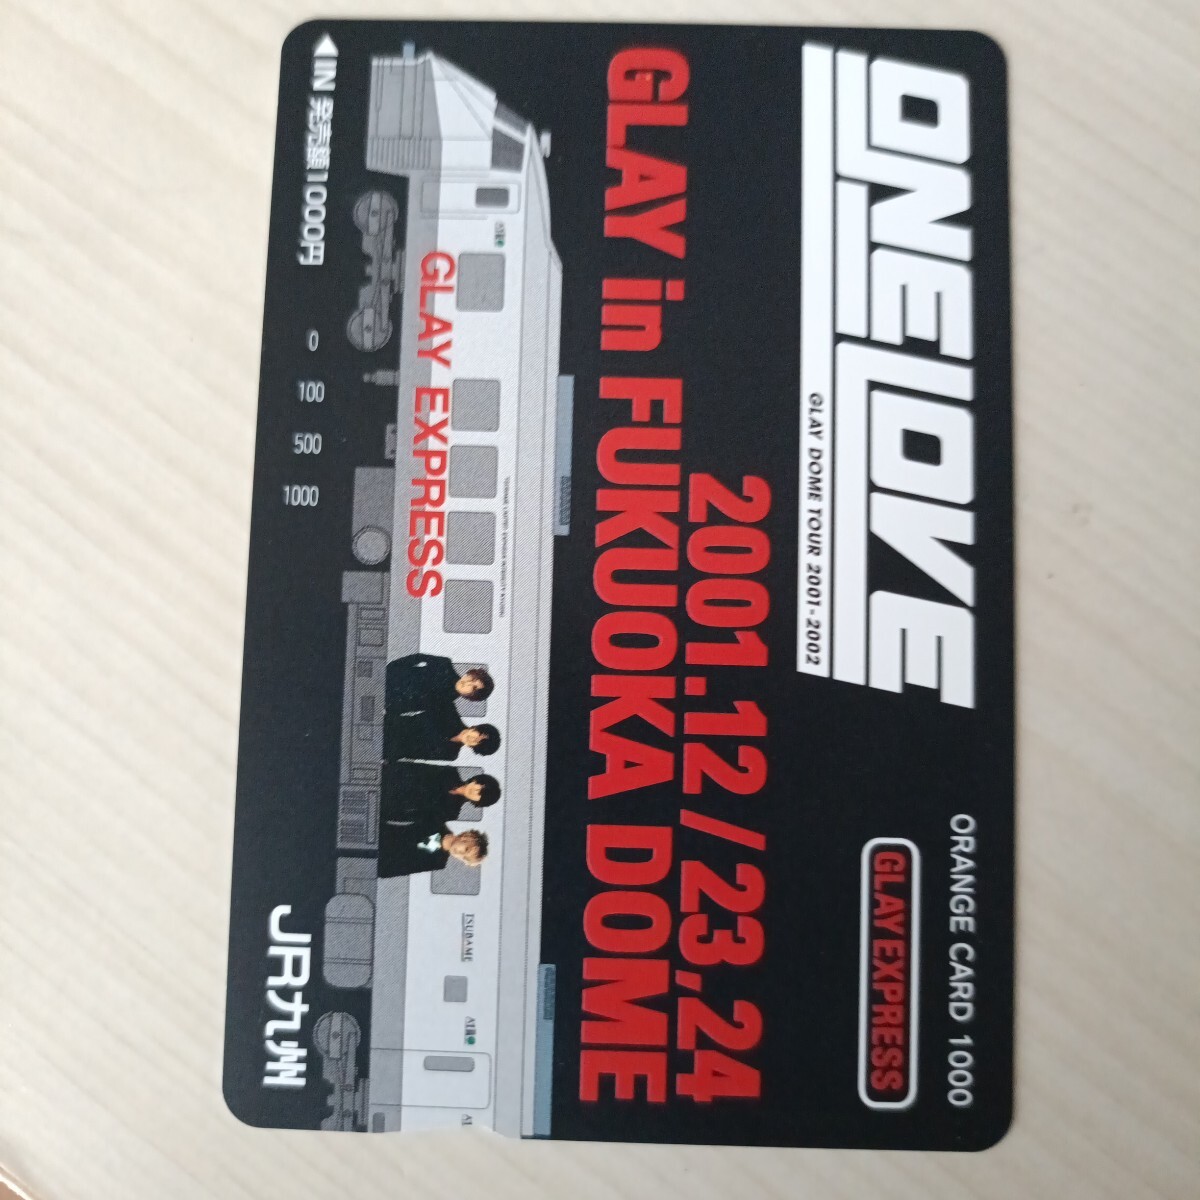 ONE LOVE
GLAY DOME TOUR 2001-2002
ORANGE CARD 1000
GLAY EXPRESS
2001.12/23,24
GLAY in FUKUOKA DOME
GLAY EXPRESS
TSUBAME
◀IN 発売額1000円
0
100
500
1000
JR九州